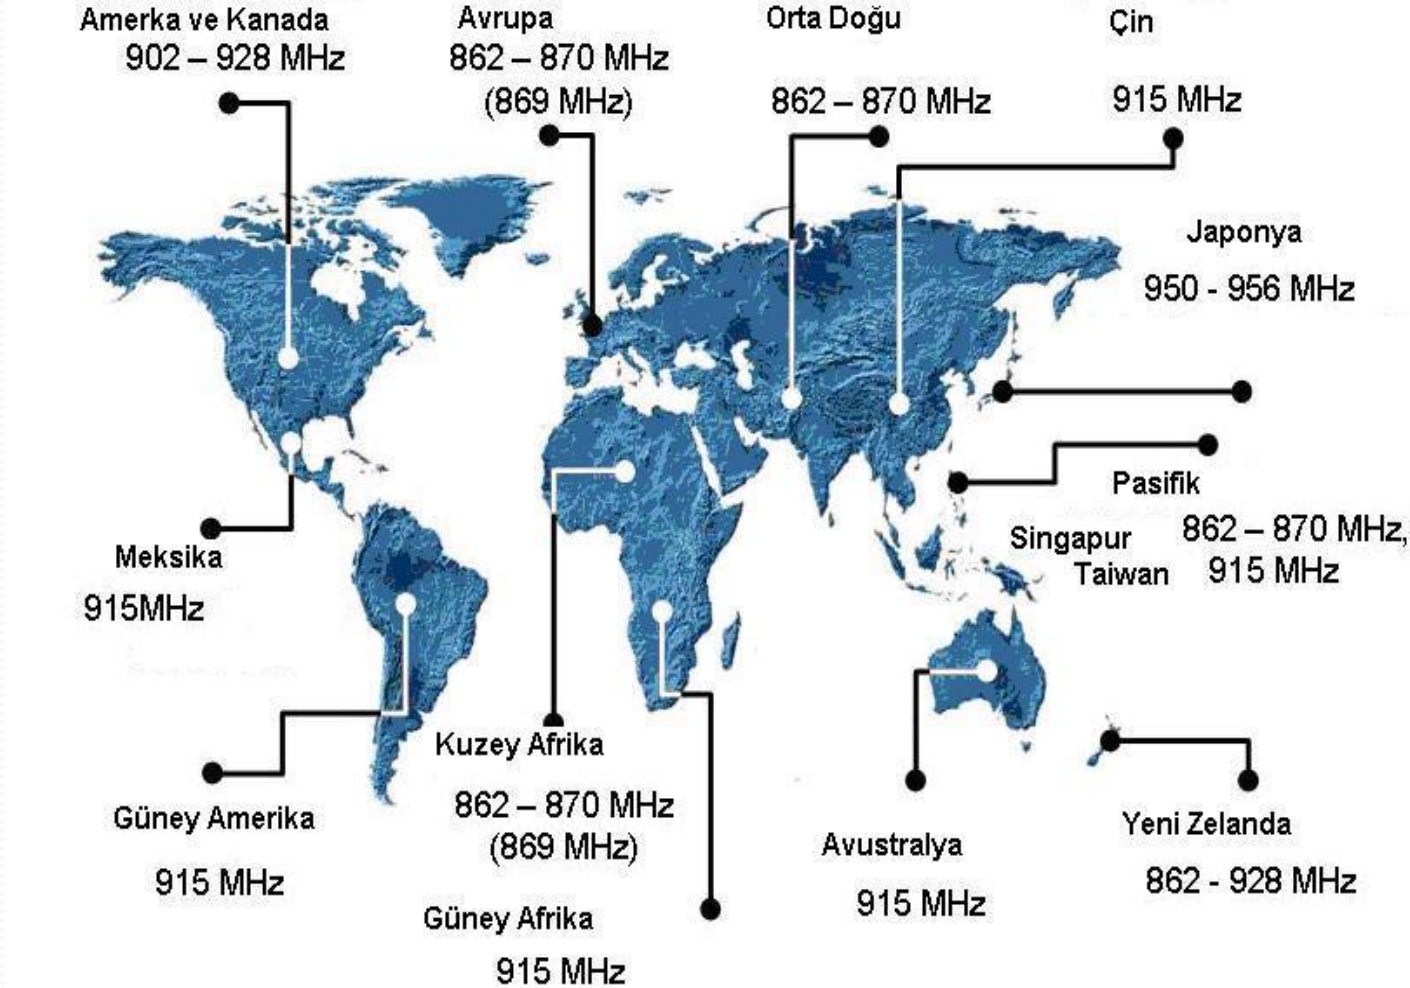 Amerka ve Kanada
902 – 928 MHz
Avrupa
862 – 870 MHz
(869 MHz)
Orta Doğu
862 – 870 MHz
Çin
915 MHz
Japonya
950 - 956 MHz
Pasifik
Singapur
Taiwan
862 – 870 MHz,
915 MHz
Meksika
915MHz
Güney Amerika
915 MHz
Kuzey Afrika
862 – 870 MHz
(869 MHz)
Güney Afrika
915 MHz
Avustralya
915 MHz
Yeni Zelanda
862 - 928 MHz